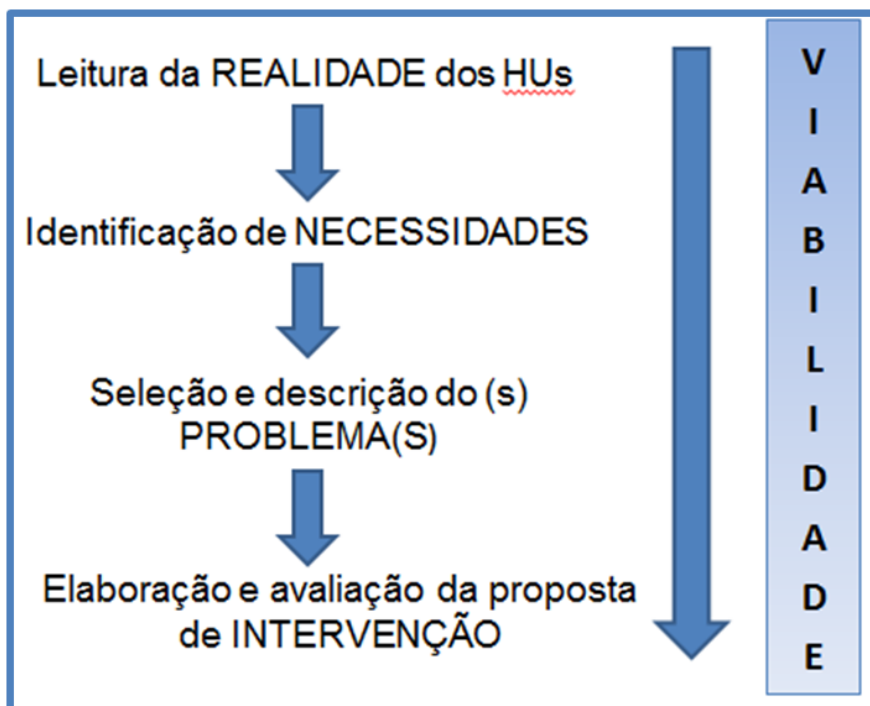 Leitura da REALIDADE dos HUs
Identificação de NECESSIDADES
Seleção e descrição do (s)
PROBLEMA(S)
Elaboração e avaliação da proposta
de INTERVENÇÃO
V
I
A
B
I
L
I
D
A
D
E